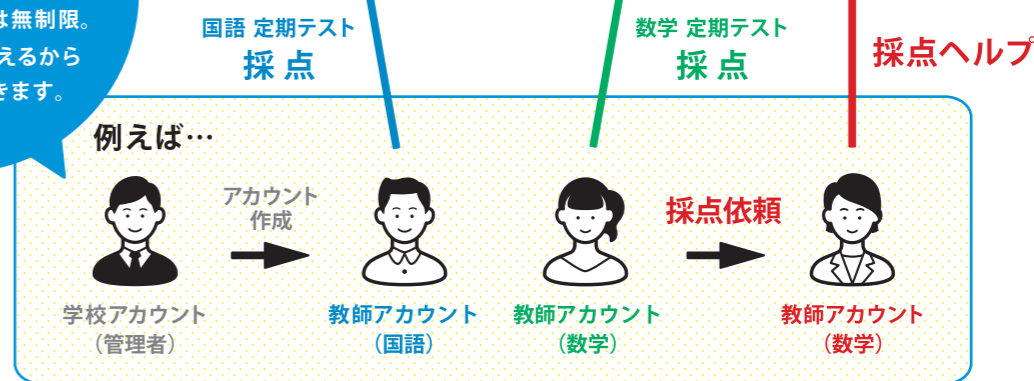 は無制限。
えるから
きます。
国語 定期テスト
採点
数学 定期テスト
採点
採点ヘルプ
例えば…
アカウント
作成
採点依頼
学校アカウント
（管理者）
教師アカウント
（国語）
教師アカウント
（数学）
教師アカウント
（数学）